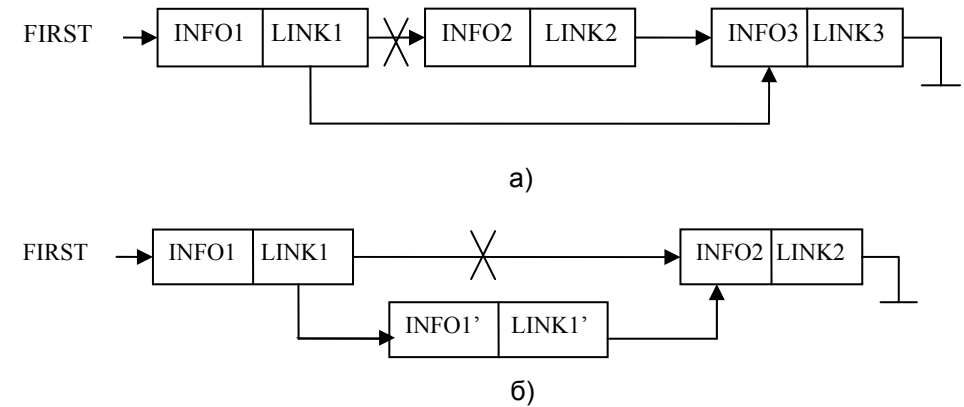 FIRST INFO1 LINK1 INFO2 LINK2 INFO3 LINK3
а)
FIRST INFO1 LINK1 INFO2 LINK2
INFO1’ LINK1’
б)